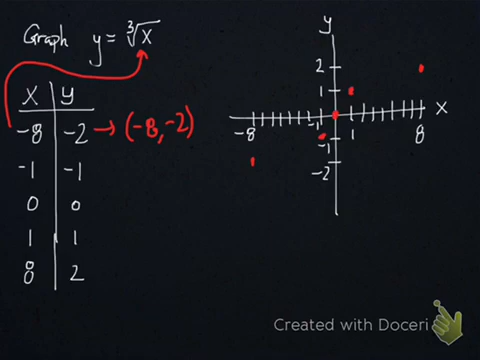 Graph y = ∛x
x y
-8 -2 → (-8, -2)
-1 -1
0 0
1 1
8 2
y
2
1
-8 -1 1 8 x
-1
-2
Created with Doceri